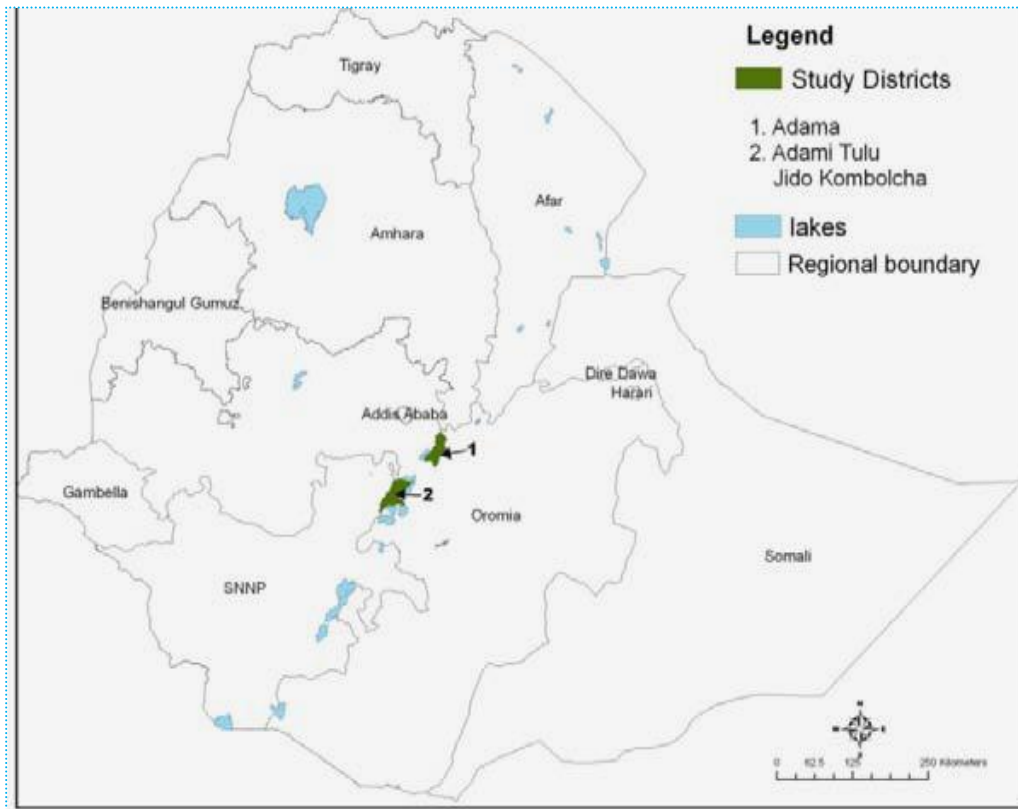 Legend
Study Districts
1. Adama
2. Adami Tulu
Jido Kombolcha
lakes
Regional boundary
Tigray
Afar
Amhara
Benishangul Gumuz
Dire Dawa
Harari
Addis Ababa
1
Gambella
2
Oromia
Somali
SNNP
N
W
E
S
0 62.5 125 250 Kilometers